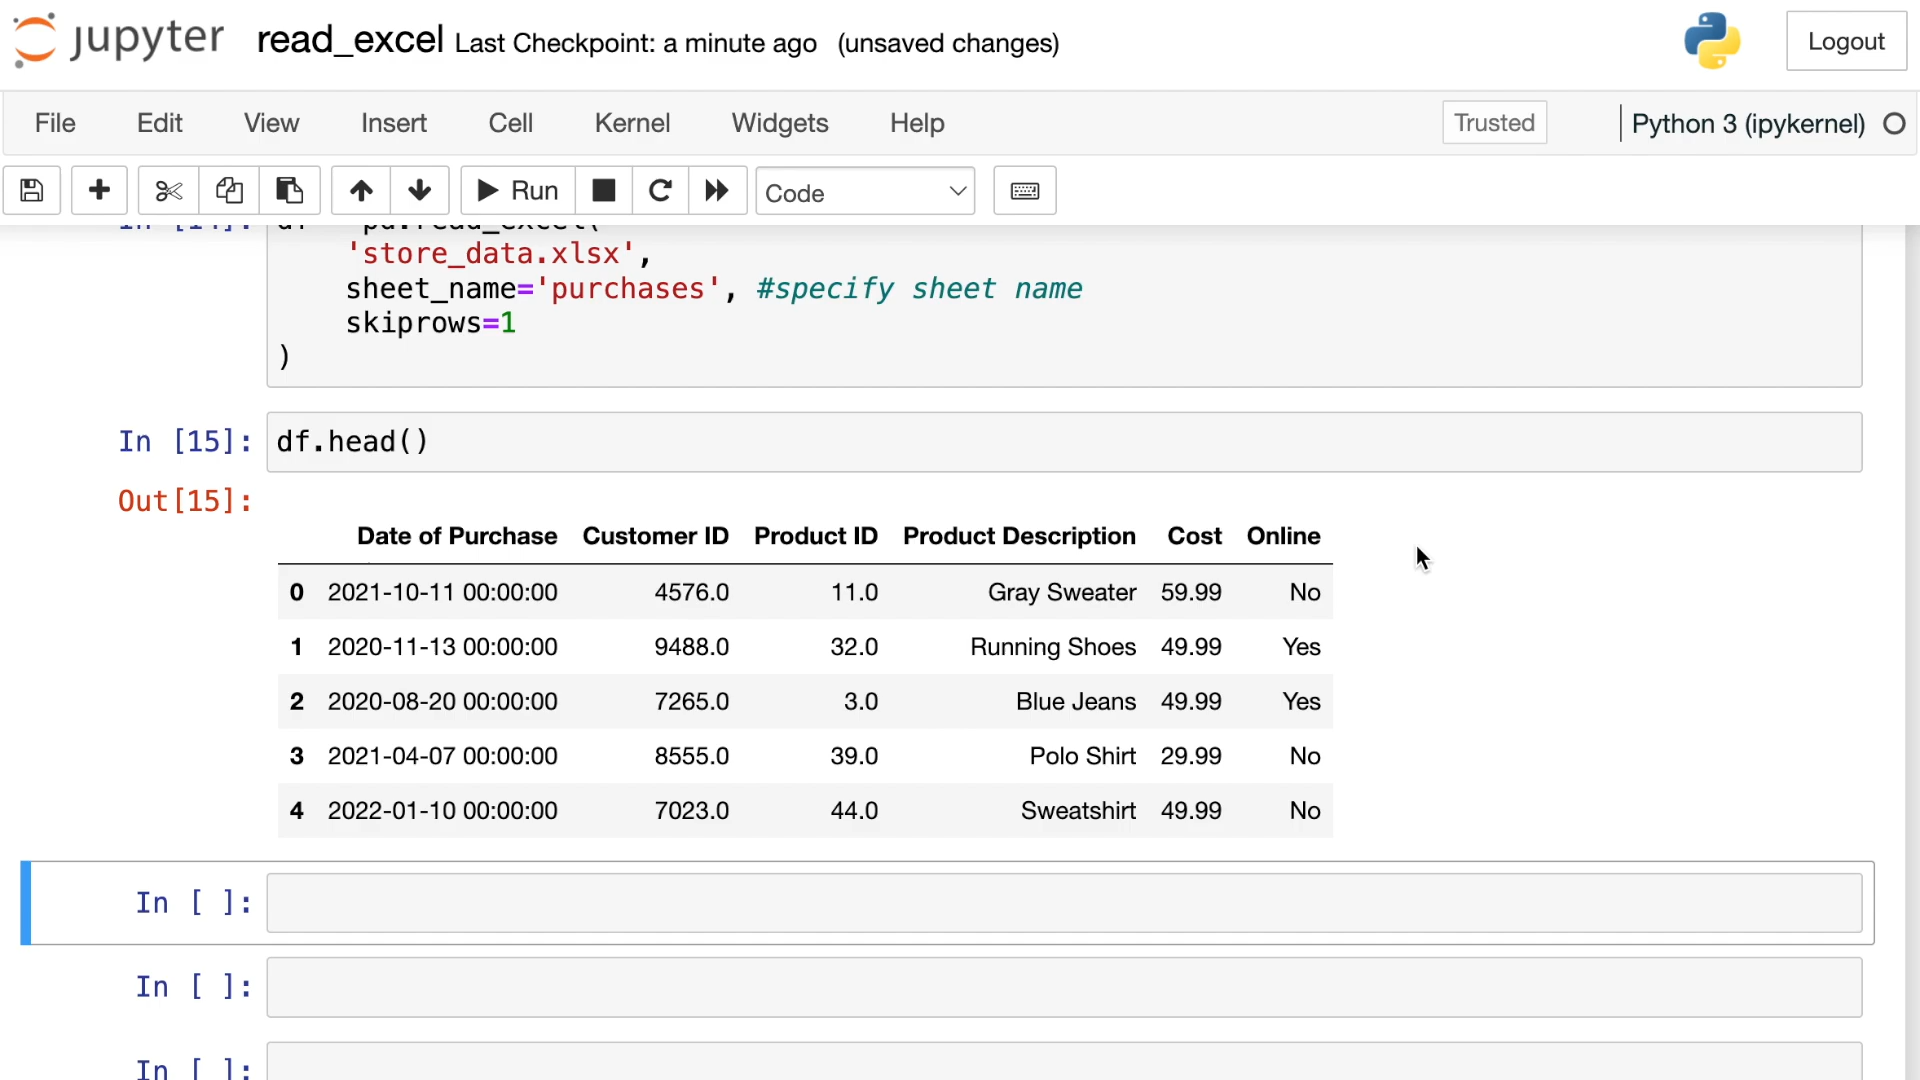 jupyter read_excel Last Checkpoint: a minute ago (unsaved changes) Logout
File Edit View Insert Cell Kernel Widgets Help Trusted Python 3 (ipykernel)
Run Code
In [14]: df pd.read_excel(
'store_data.xlsx',
sheet_name='purchases', #specify sheet name
skiprows=1
)
In [15]: df.head()
Out[15]:
Date of Purchase Customer ID Product ID Product Description Cost Online
0 2021-10-11 00:00:00 4576.0 11.0 Gray Sweater 59.99 No
1 2020-11-13 00:00:00 9488.0 32.0 Running Shoes 49.99 Yes
2 2020-08-20 00:00:00 7265.0 3.0 Blue Jeans 49.99 Yes
3 2021-04-07 00:00:00 8555.0 39.0 Polo Shirt 29.99 No
4 2022-01-10 00:00:00 7023.0 44.0 Sweatshirt 49.99 No
In [ ]:
In [ ]:
In [ ]: